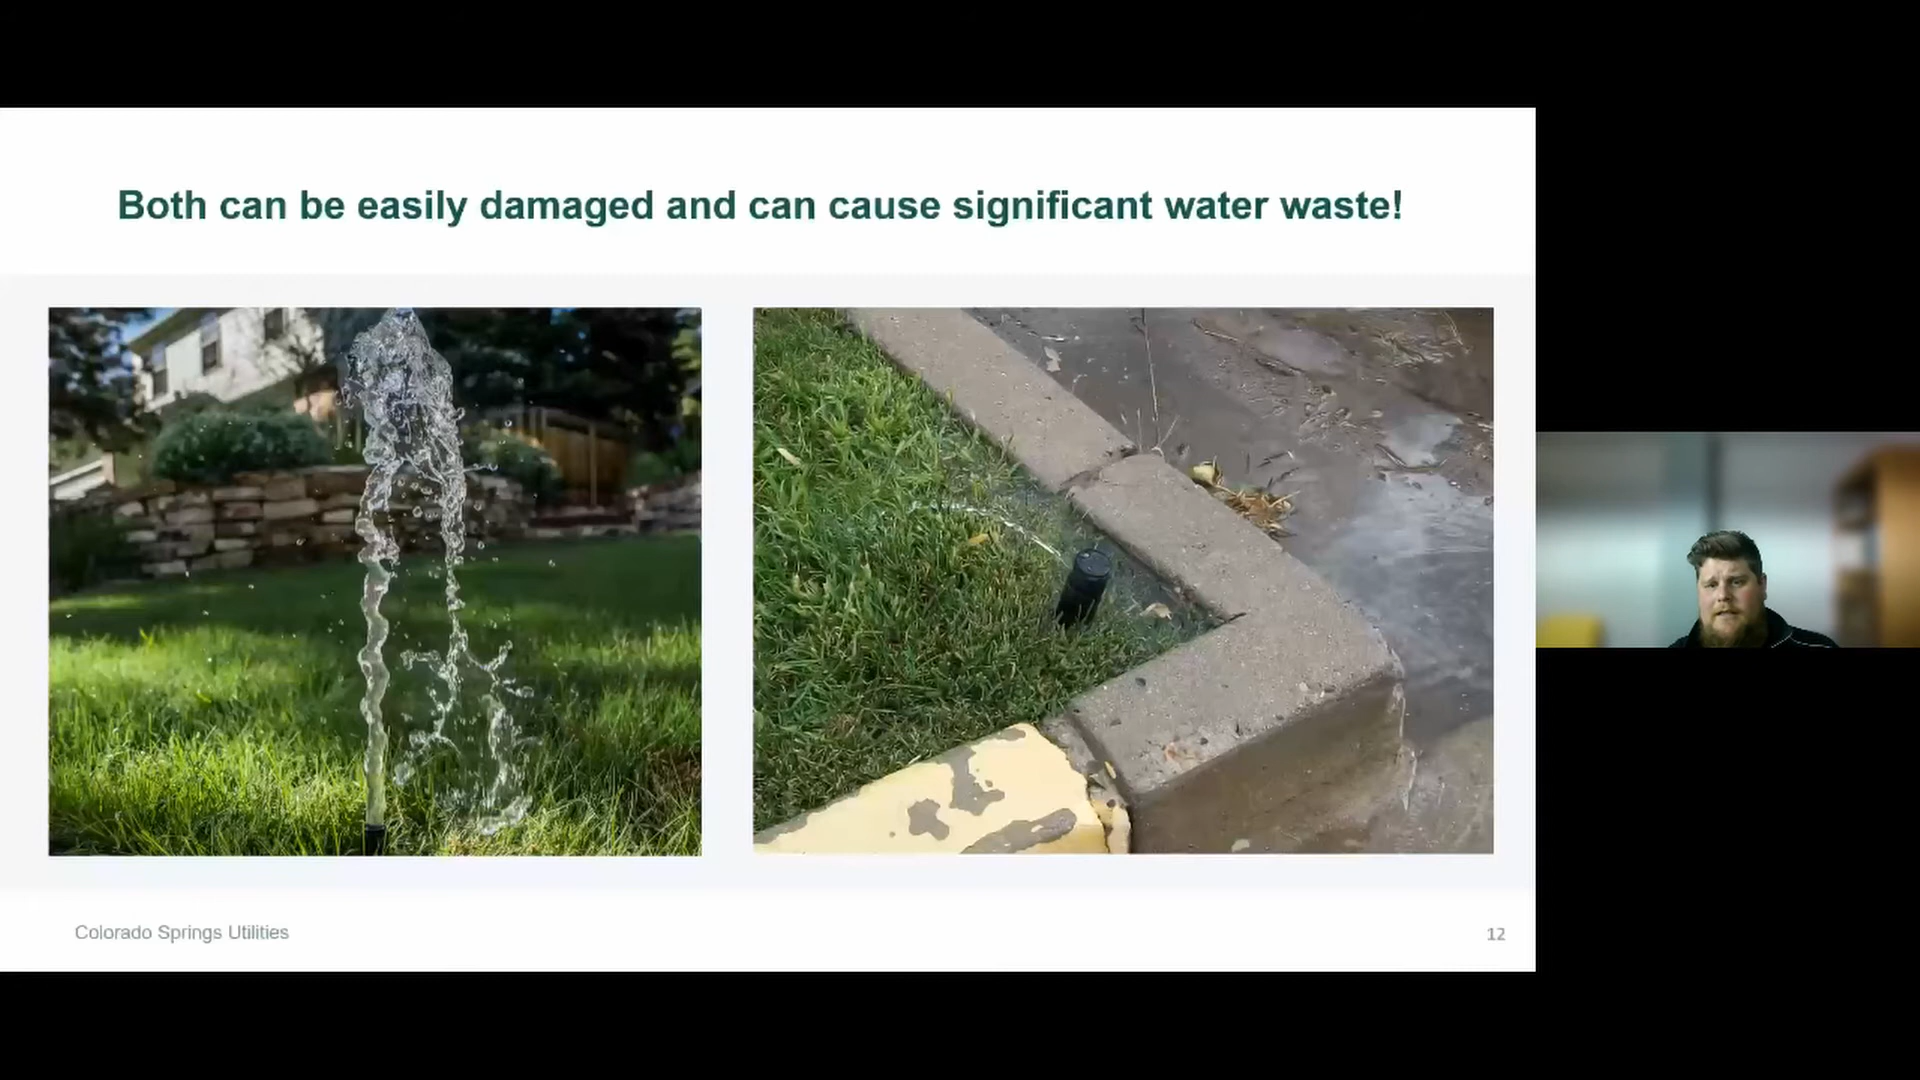 Both can be easily damaged and can cause significant water waste!
Colorado Springs Utilities
12